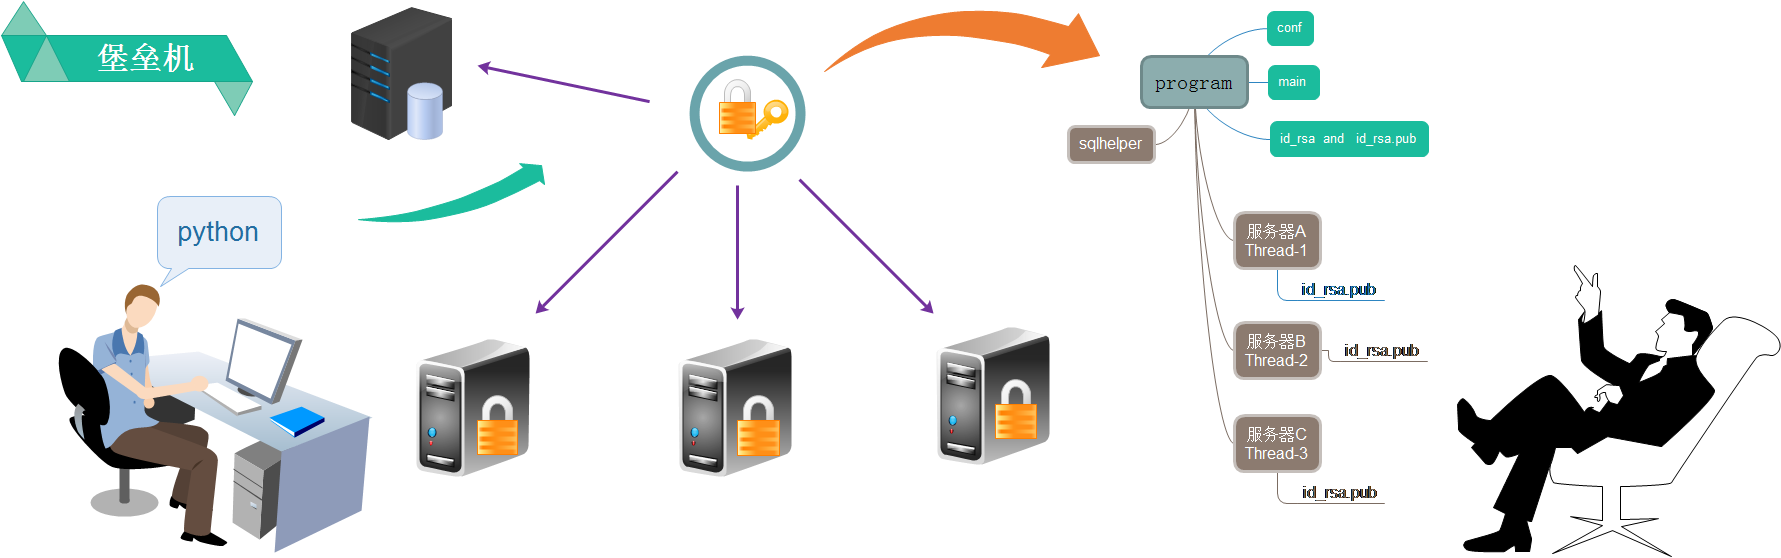 堡垒机
python
conf
program
main
id_rsa and id_rsa.pub
sqlhelper
服务器A
Thread-1
id_rsa.pub
服务器B
Thread-2
id_rsa.pub
服务器C
Thread-3
id_rsa.pub